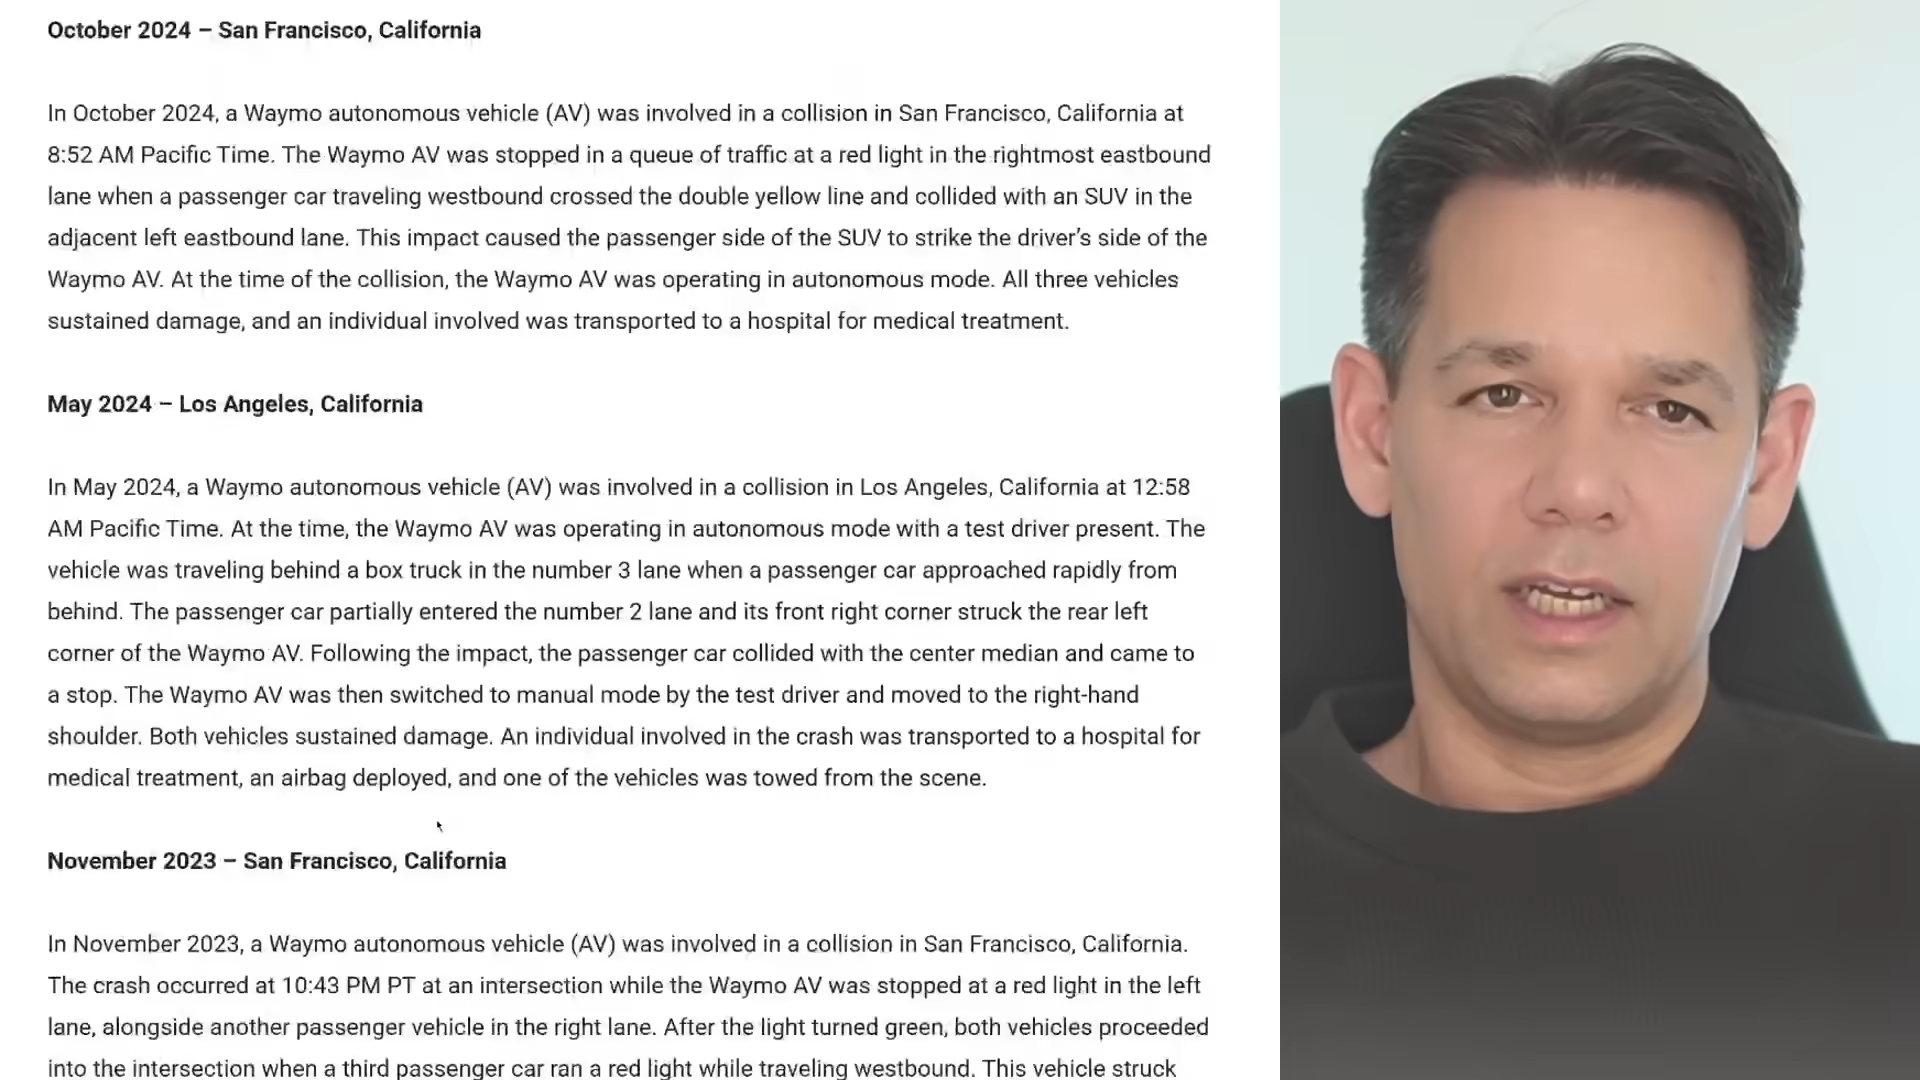 October 2024 – San Francisco, California
In October 2024, a Waymo autonomous vehicle (AV) was involved in a collision in San Francisco, California at
8:52 AM Pacific Time. The Waymo AV was stopped in a queue of traffic at a red light in the rightmost eastbound
lane when a passenger car traveling westbound crossed the double yellow line and collided with an SUV in the
adjacent left eastbound lane. This impact caused the passenger side of the SUV to strike the driver’s side of the
Waymo AV. At the time of the collision, the Waymo AV was operating in autonomous mode. All three vehicles
sustained damage, and an individual involved was transported to a hospital for medical treatment.
May 2024 – Los Angeles, California
In May 2024, a Waymo autonomous vehicle (AV) was involved in a collision in Los Angeles, California at 12:58
AM Pacific Time. At the time, the Waymo AV was operating in autonomous mode with a test driver present. The
vehicle was traveling behind a box truck in the number 3 lane when a passenger car approached rapidly from
behind. The passenger car partially entered the number 2 lane and its front right corner struck the rear left
corner of the Waymo AV. Following the impact, the passenger car collided with the center median and came to
a stop. The Waymo AV was then switched to manual mode by the test driver and moved to the right-hand
shoulder. Both vehicles sustained damage. An individual involved in the crash was transported to a hospital for
medical treatment, an airbag deployed, and one of the vehicles was towed from the scene.
November 2023 – San Francisco, California
In November 2023, a Waymo autonomous vehicle (AV) was involved in a collision in San Francisco, California.
The crash occurred at 10:43 PM PT at an intersection while the Waymo AV was stopped at a red light in the left
lane, alongside another passenger vehicle in the right lane. After the light turned green, both vehicles proceeded
into the intersection when a third passenger car ran a red light while traveling westbound. This vehicle struck